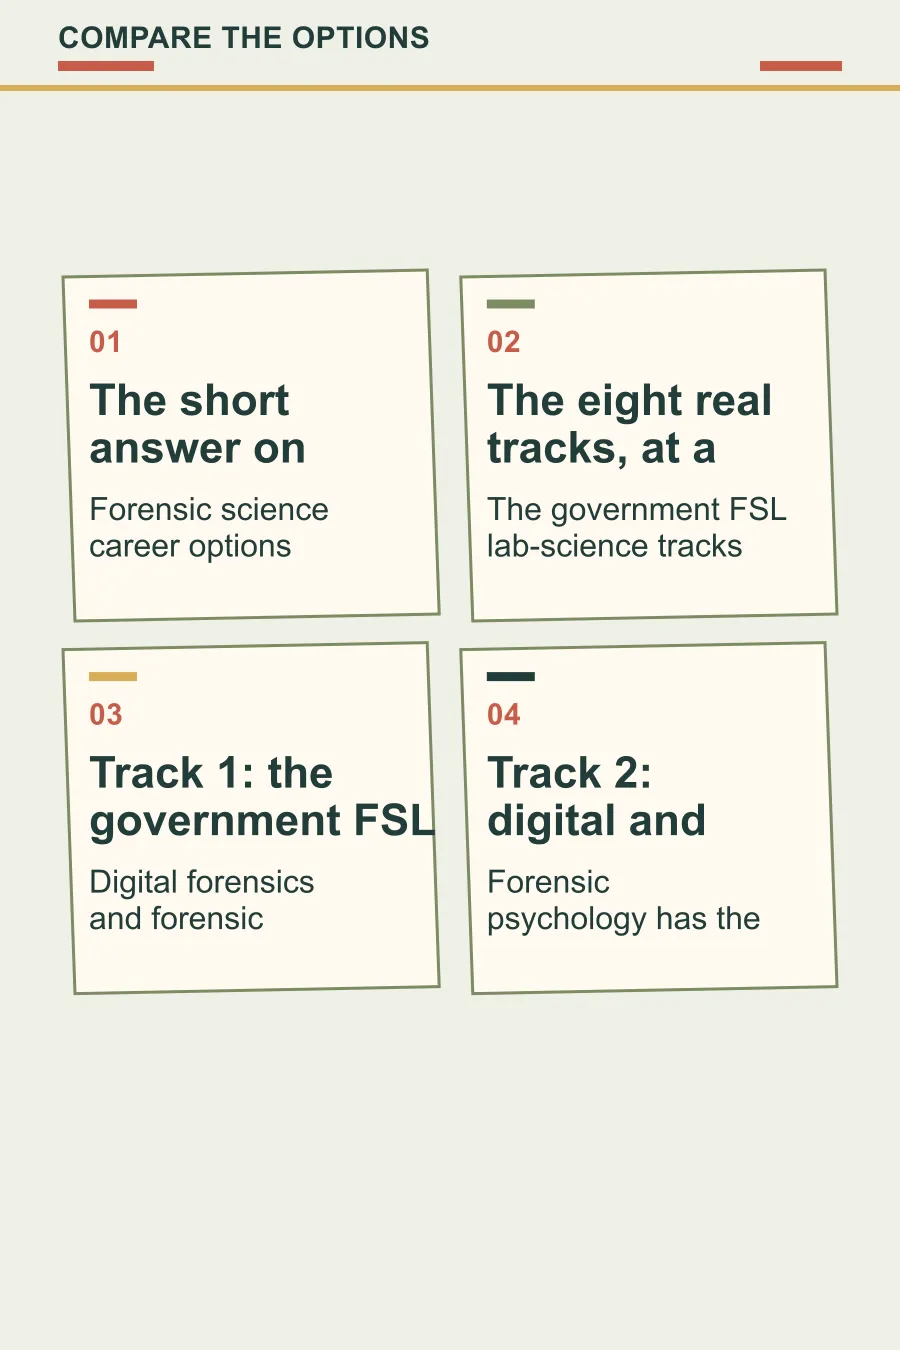 COMPARE THE OPTIONS
01
The short
answer on
Forensic science
career options
02
The eight real
tracks, at a
The government FSL
lab-science tracks
03
Track 1: the
government FSL
Digital forensics
and forensic
04
Track 2:
digital and
Forensic
psychology has the